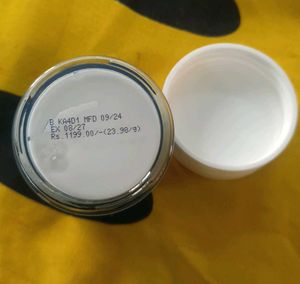 B KA4D1 MFD 09/24
EX 08/27
Rs.1199.00/-(23.98/g)